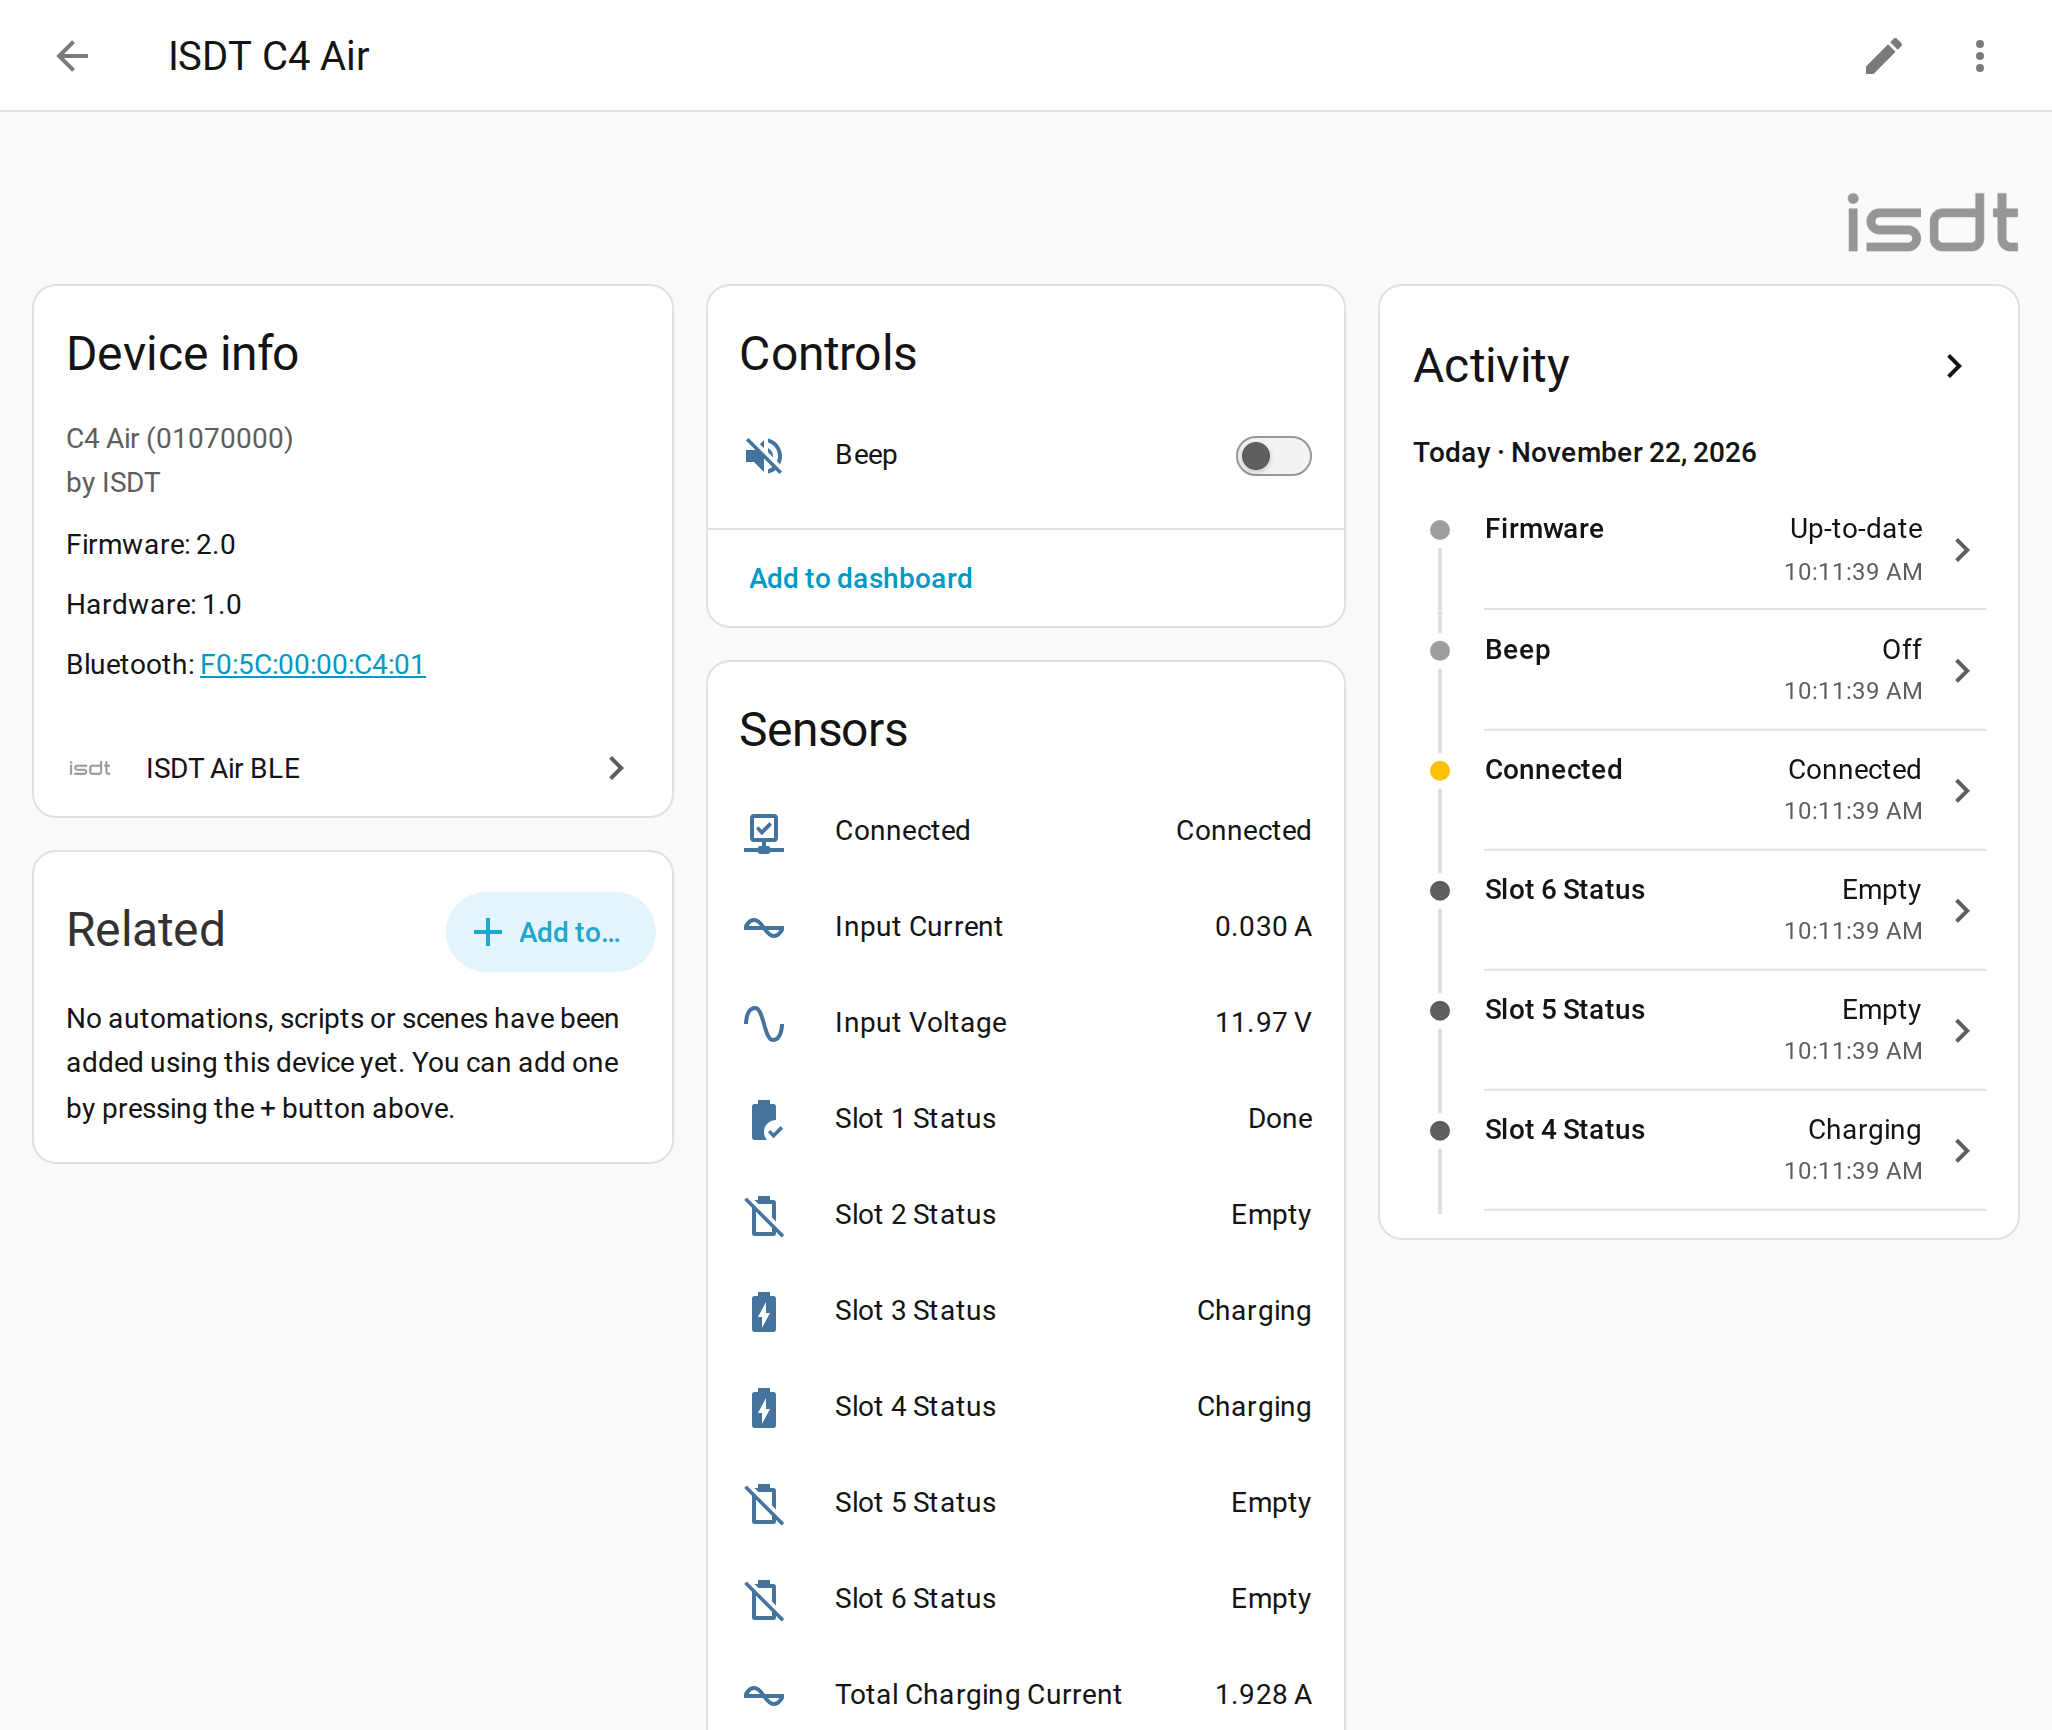 ISDT C4 Air
isdt
Device info
C4 Air (01070000)
by ISDT
Firmware: 2.0
Hardware: 1.0
Bluetooth: F0:5C:00:00:C4:01
isdt ISDT Air BLE
Related
Add to...
No automations, scripts or scenes have been
added using this device yet. You can add one
by pressing the + button above.
Controls
Beep
Add to dashboard
Sensors
Connected Connected
Input Current 0.030 A
Input Voltage 11.97 V
Slot 1 Status Done
Slot 2 Status Empty
Slot 3 Status Charging
Slot 4 Status Charging
Slot 5 Status Empty
Slot 6 Status Empty
Total Charging Current 1.928 A
Activity
Today · November 22, 2026
Firmware Up-to-date
10:11:39 AM
Beep Off
10:11:39 AM
Connected Connected
10:11:39 AM
Slot 6 Status Empty
10:11:39 AM
Slot 5 Status Empty
10:11:39 AM
Slot 4 Status Charging
10:11:39 AM